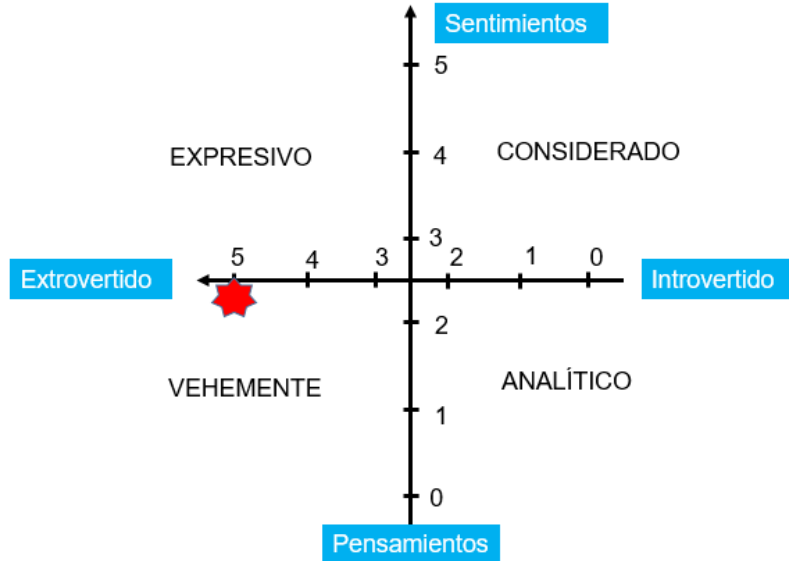 Sentimientos
5
EXPRESIVO
4
CONSIDERADO
3
5 4 3 2 1 0
Extrovertido
Introvertido
2
VEHEMENTE
ANALÍTICO
1
0
Pensamientos